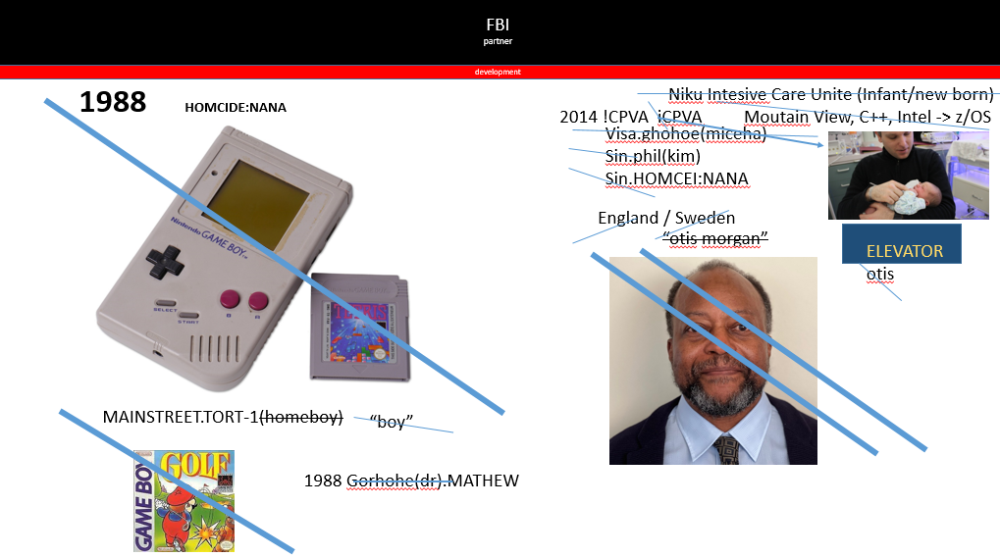 FBI
partner
development
1988
HOMCIDE:NANA
Niku Intesive Care Unite (Infant/new born)
2014 !CPVA iCPVA Moutain View, C++, Intel -> z/OS
Visa.ghohoe(miceha)
Sin.phil(kim)
Sin.HOMCEI:NANA
England / Sweden
“otis morgan”
ELEVATOR
otis
Nintendo GAME BOY™
SELECT
START
B
A
TETRIS
MAINSTREET.TORT-1(homeboy) “boy”
GAME BOY
GOLF
1988 Gorhohe(dr).MATHEW